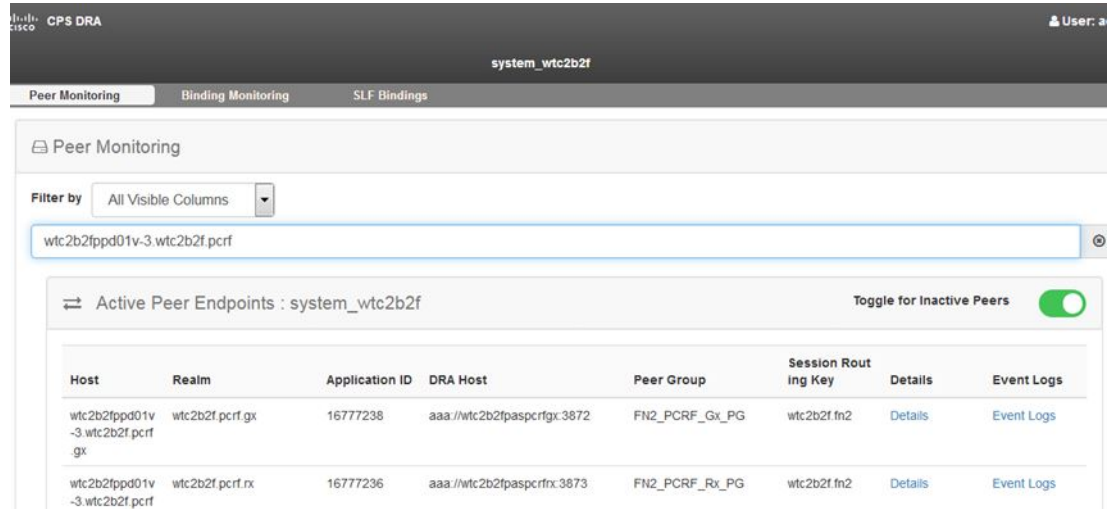 CISCO CPS DRA User: a
system_wtc2b2f
Peer Monitoring Binding Monitoring SLF Bindings
Peer Monitoring
Filter by All Visible Columns
wtc2b2fppd01v-3.wtc2b2f.pcrf
Active Peer Endpoints : system_wtc2b2f Toggle for Inactive Peers
Session Rout
Host Realm Application ID DRA Host Peer Group ing Key Details Event Logs
wtc2b2fppd01v wtc2b2f.pcrf.gx 16777238 aaa://wtc2b2fpaspcrfgx:3872 FN2_PCRF_Gx_PG wtc2b2f.fn2 Details Event Logs
-3.wtc2b2f.pcrf
.gx
wtc2b2fppd01v wtc2b2f.pcrf.rx 16777236 aaa://wtc2b2fpaspcrfrx:3873 FN2_PCRF_Rx_PG wtc2b2f.fn2 Details Event Logs
-3.wtc2b2f.pcrf